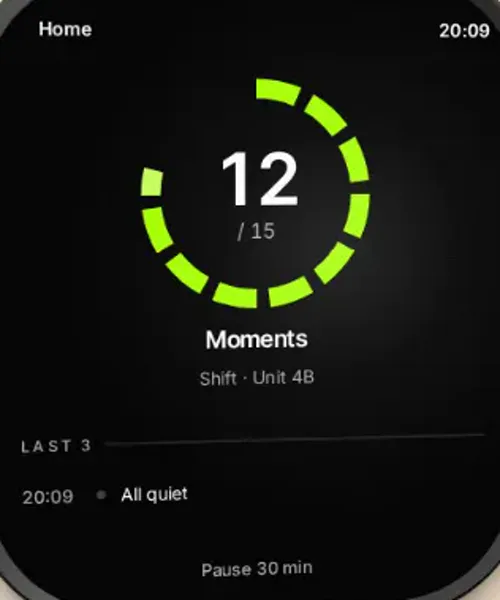 Home
20:09
12
/ 15
Moments
Shift · Unit 4B
LAST 3
20:09 All quiet
Pause 30 min